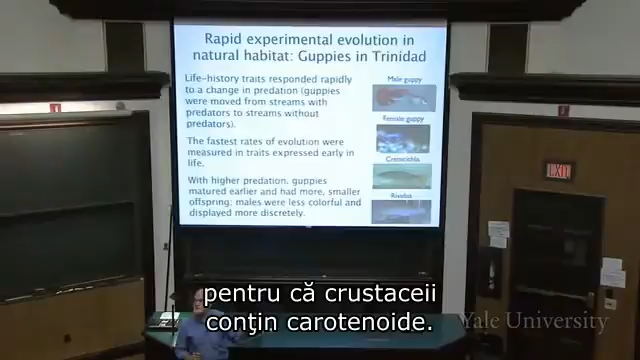 Rapid experimental evolution in
natural habitat: Guppies in Trinidad
Life-history traits responded rapidly
to a change in predation (guppies
were moved from streams with
predators to streams without
predators).
The fastest rates of evolution were
measured in traits expressed early in
life.
With higher predation, guppies
matured earlier and had more, smaller
offspring; males were less colorful and
displayed more discretely.
Male guppy
Female guppy
Crenicichla
Rivulus
EXIT
pentru că crustaceii
conţin carotenoide.
Yale University